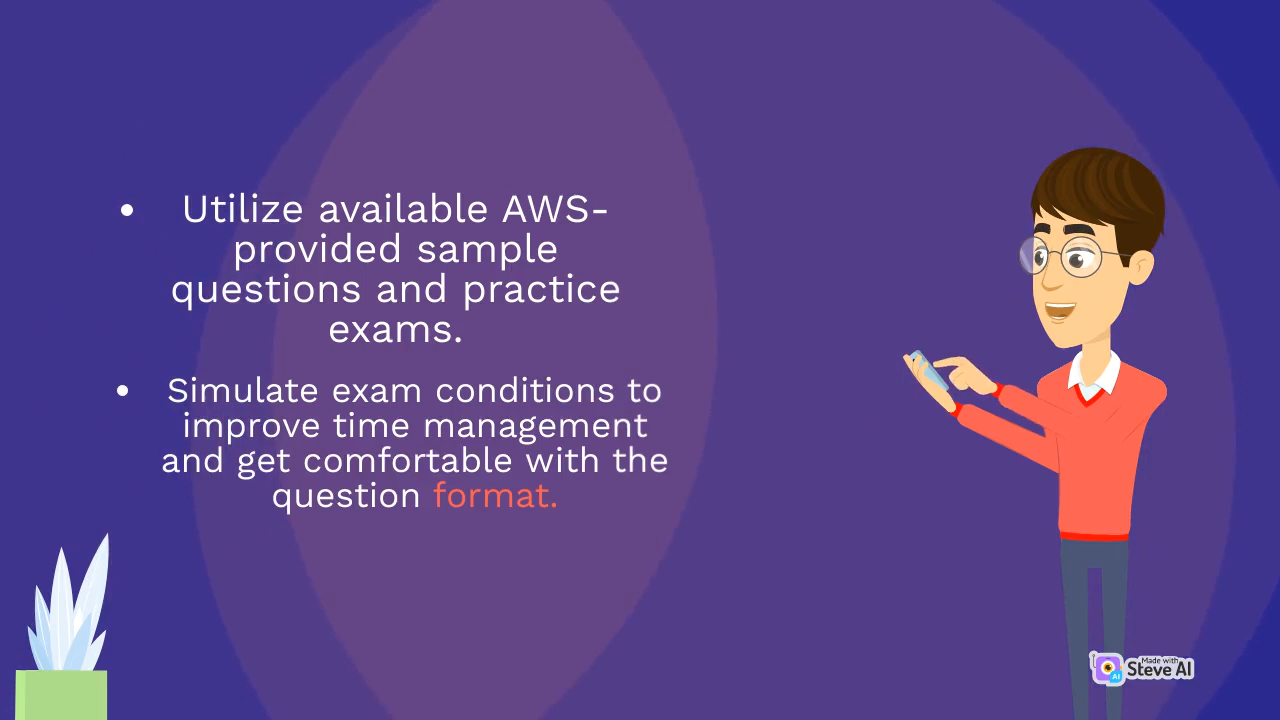 • Utilize available AWS-
provided sample
questions and practice
exams.
• Simulate exam conditions to
improve time management
and get comfortable with the
question format.
Made with
Steve AI
AI